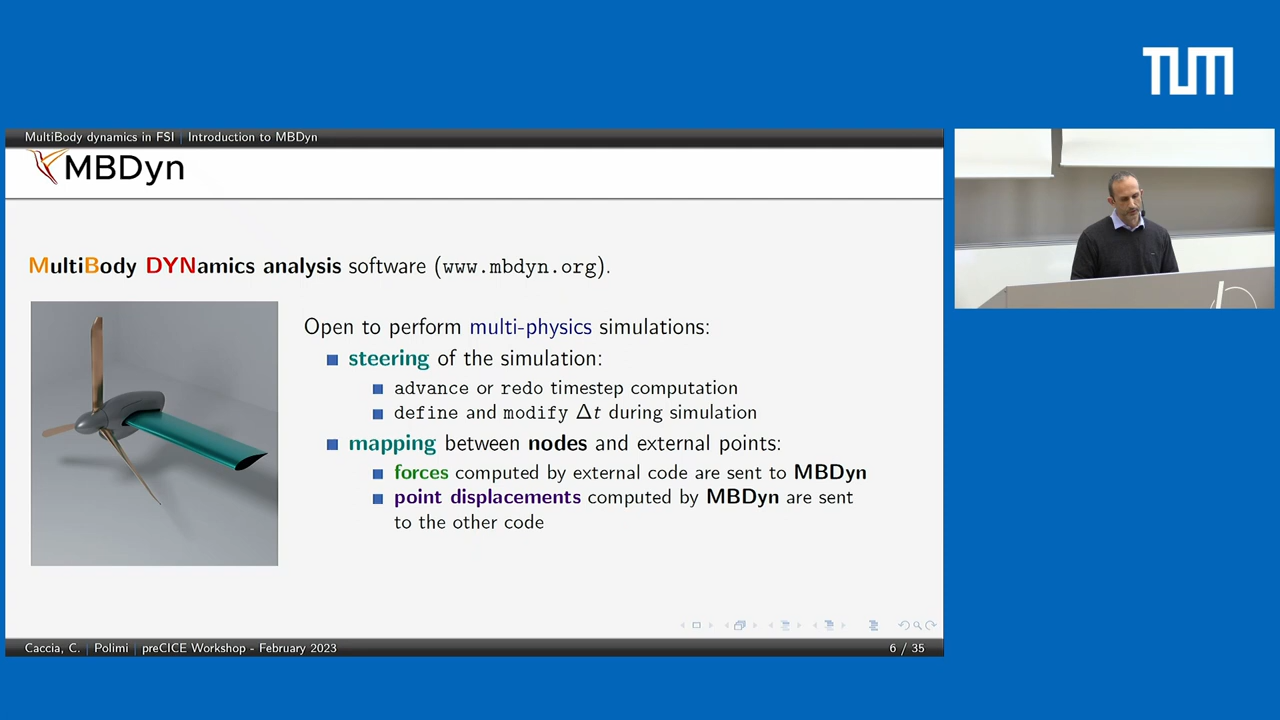 TUM
MultiBody dynamics in FSI | Introduction to MBDyn
MBDyn
MultiBody DYNamics analysis software (www.mbdyn.org).
Open to perform multi-physics simulations:
steering of the simulation:
advance or redo timestep computation
define and modify Δt during simulation
mapping between nodes and external points:
forces computed by external code are sent to MBDyn
point displacements computed by MBDyn are sent
to the other code
Caccia, C. | Polimi | preCICE Workshop - February 2023
6 / 35